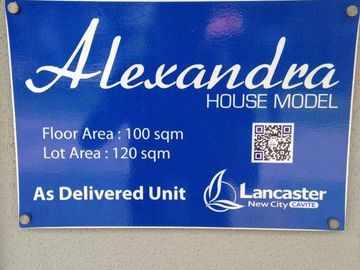 Alexandra
HOUSE MODEL
Floor Area : 100 sqm
Lot Area : 120 sqm
As Delivered Unit
Lancaster
New City CAVITE